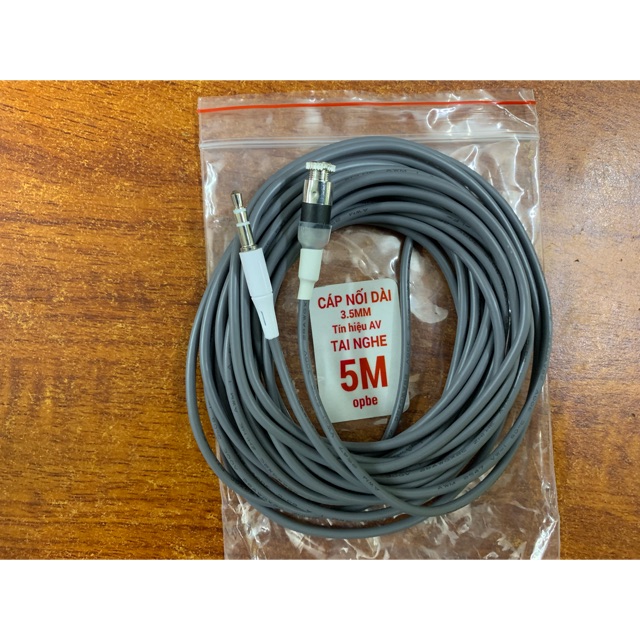 CÁP NỐI DÀI
3.5MM
Tín hiệu AV
TAI NGHE
5M
opbe